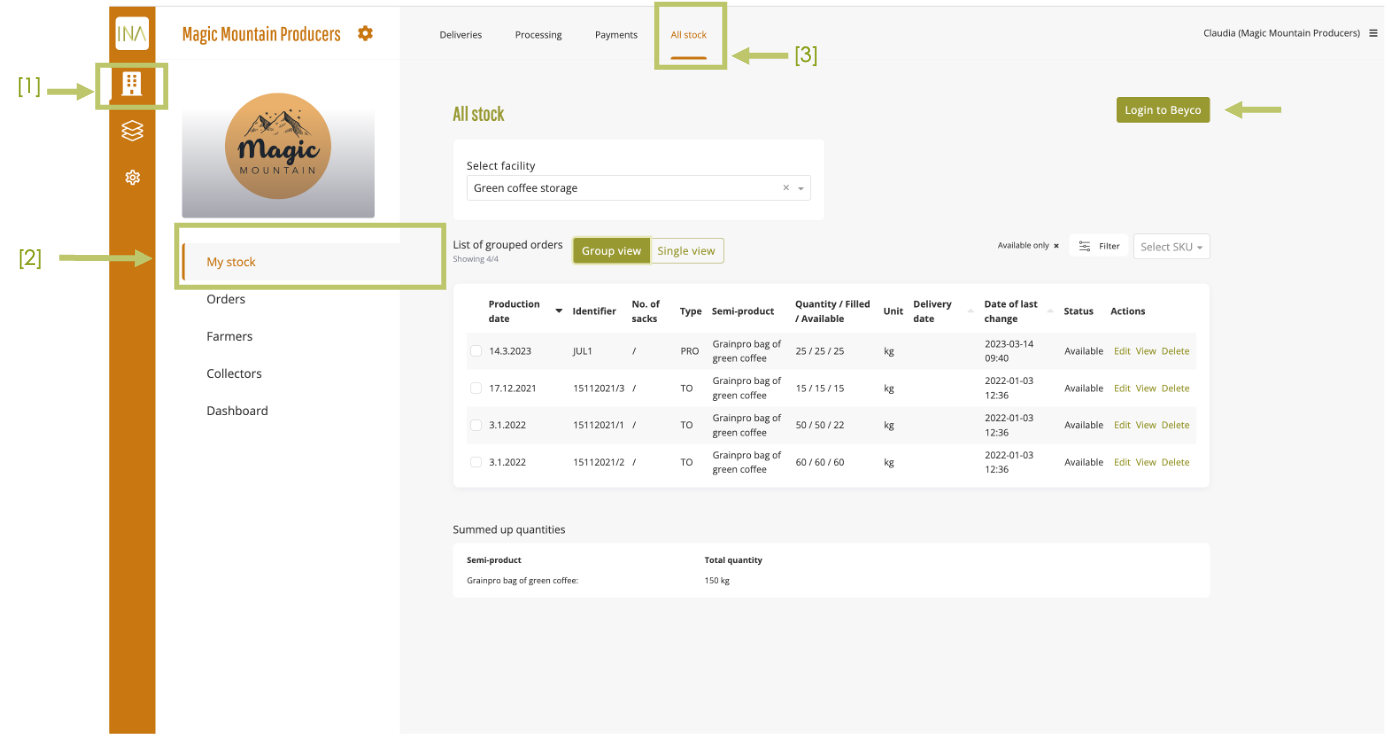 INA
Magic Mountain Producers
Deliveries
Processing
Payments
All stock
Claudia (Magic Mountain Producers)
[1]
[3]
Magic
MOUNTAIN
All stock
Login to Beyco
Select facility
Green coffee storage × 
[2]
My stock
Orders
Farmers
Collectors
Dashboard
List of grouped orders
Showing 4/4
Group view
Single view
Available only ×
Filter
Select SKU
Production date Identifier No. of sacks Type Semi-product Quantity / Filled / Available Unit Delivery date Date of last change Status Actions
14.3.2023 JUL1 / PRO Grainpro bag of green coffee 25 / 25 / 25 kg 2023-03-14 09:40 Available Edit View Delete
17.12.2021 15112021/3 / TO Grainpro bag of green coffee 15 / 15 / 15 kg 2022-01-03 12:36 Available Edit View Delete
3.1.2022 15112021/1 / TO Grainpro bag of green coffee 50 / 50 / 22 kg 2022-01-03 12:36 Available Edit View Delete
3.1.2022 15112021/2 / TO Grainpro bag of green coffee 60 / 60 / 60 kg 2022-01-03 12:36 Available Edit View Delete
Summed up quantities
Semi-product Total quantity
Grainpro bag of green coffee: 150 kg